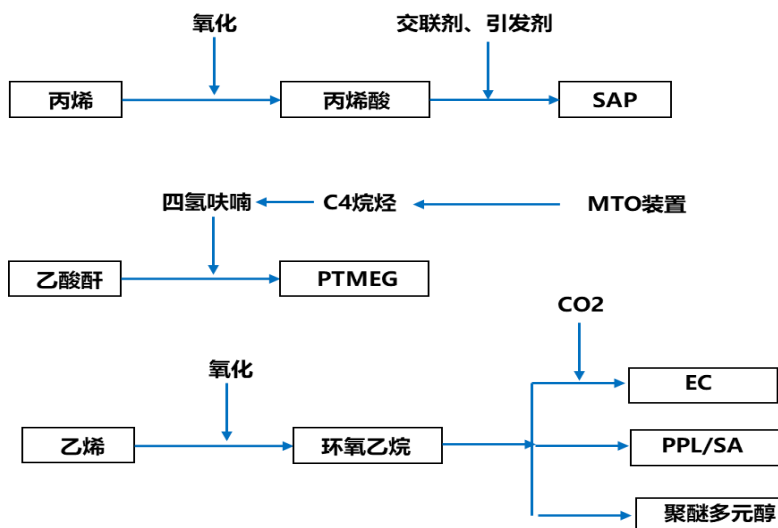 氧化
交联剂、引发剂
丙烯
丙烯酸
SAP
四氢呋喃
C4烷烃
MTO装置
乙酸酐
PTMEG
CO2
氧化
EC
乙烯
环氧乙烷
PPL/SA
聚醚多元醇